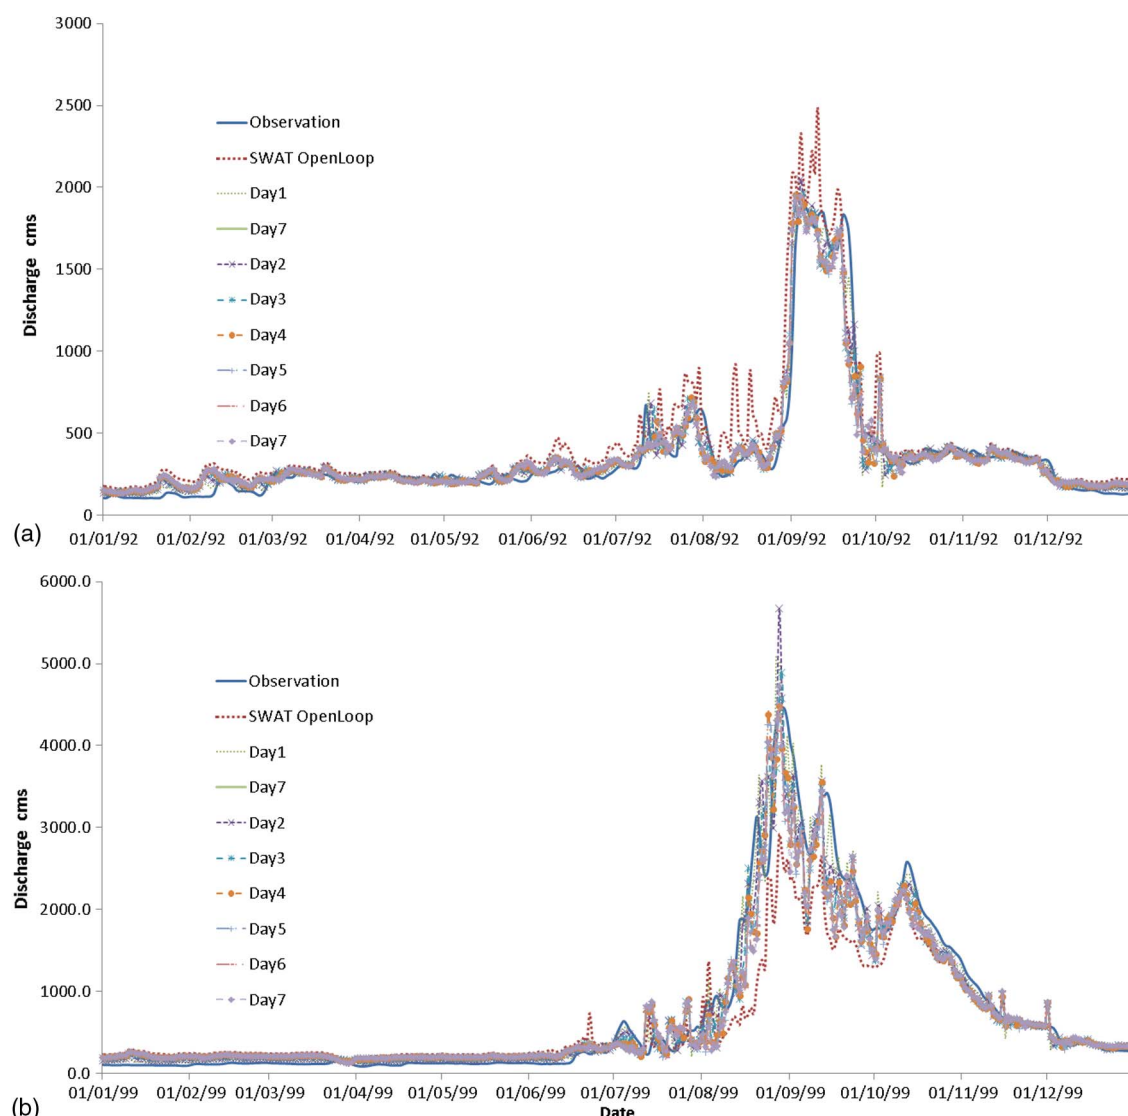 3000
2500
2000
1500
1000
500
0
Discharge cms
Observation
SWAT OpenLoop
Day1
Day7
Day2
Day3
Day4
Day5
Day6
Day7
01/01/92 01/02/92 01/03/92 01/04/92 01/05/92 01/06/92 01/07/92 01/08/92 01/09/92 01/10/92 01/11/92 01/12/92
(a)
6000.0
5000.0
4000.0
3000.0
2000.0
1000.0
0.0
Discharge cms
Observation
SWAT OpenLoop
Day1
Day7
Day2
Day3
Day4
Day5
Day6
Day7
01/01/99 01/02/99 01/03/99 01/04/99 01/05/99 01/06/99 01/07/99 01/08/99 01/09/99 01/10/99 01/11/99 01/12/99
Date
(b)